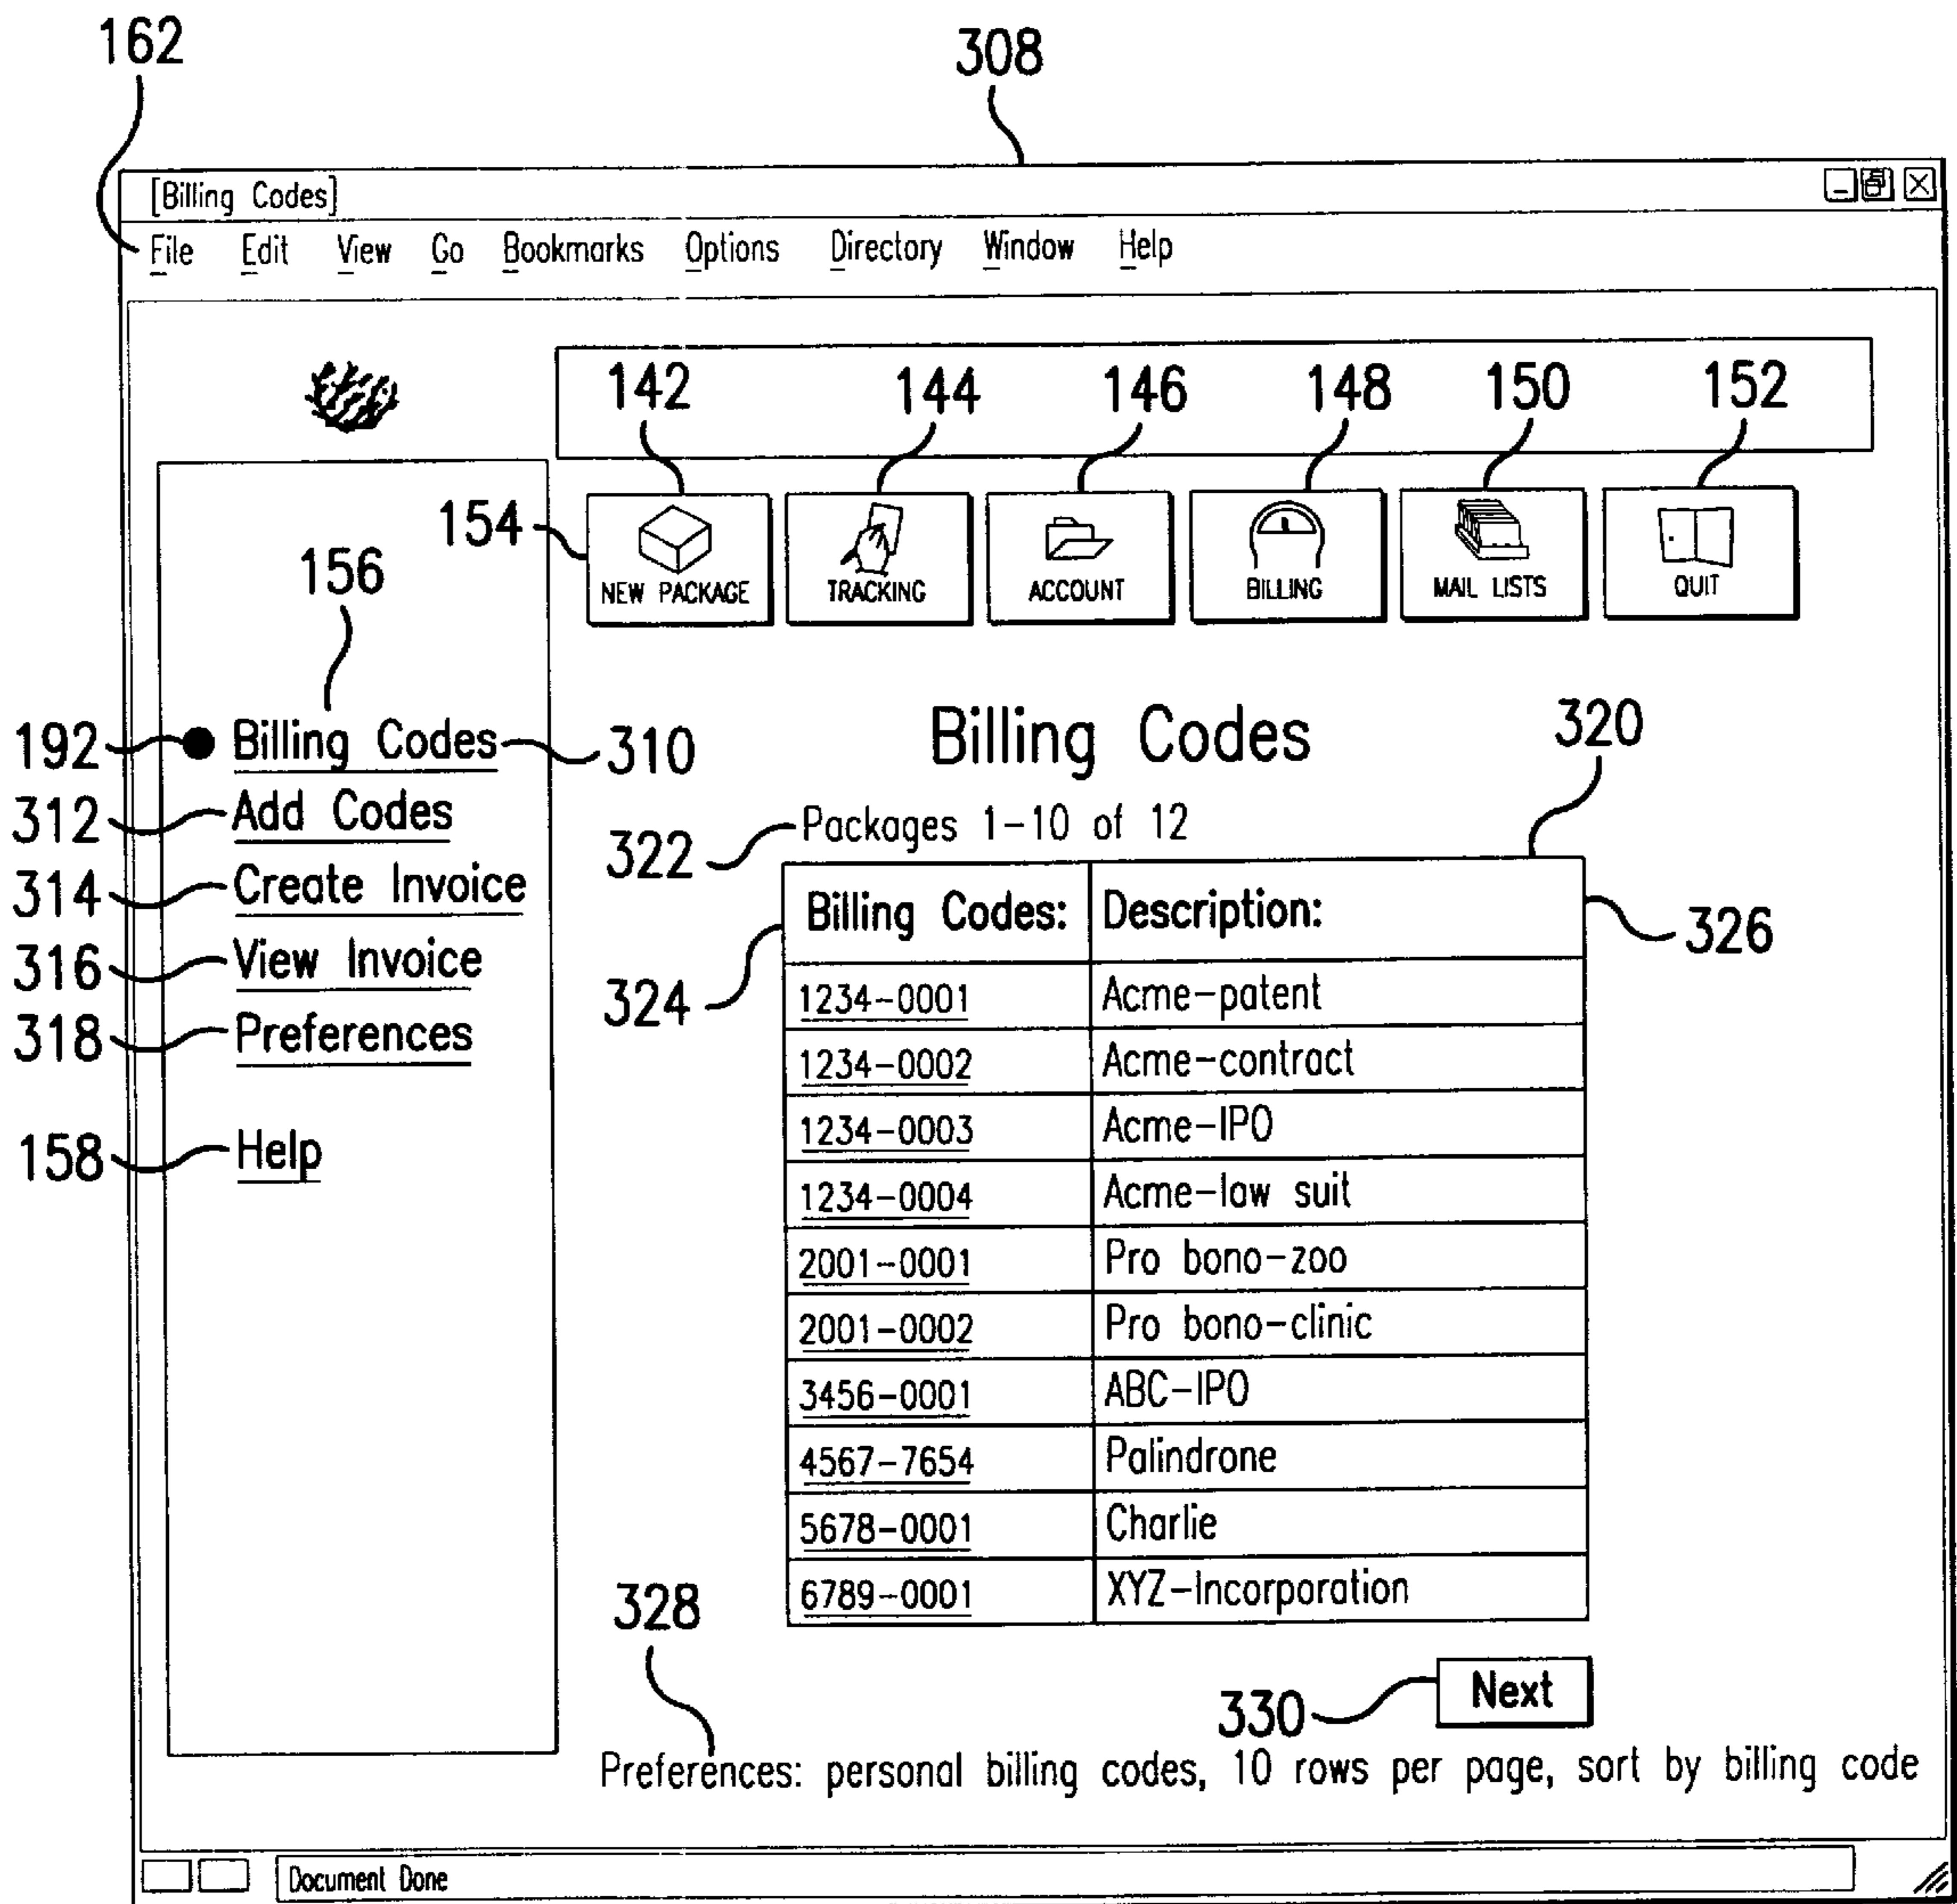 162 308
[Billing Codes]
File Edit View Go Bookmarks Options Directory Window Help
142 144 146 148 150 152
154
NEW PACKAGE TRACKING ACCOUNT BILLING MAIL LISTS QUIT
156
192 Billing Codes 310
312 Add Codes
314 Create Invoice
316 View Invoice
318 Preferences
158 Help
Billing Codes 320
322 Packages 1-10 of 12
324 Billing Codes: Description: 326
1234-0001 Acme-patent
1234-0002 Acme-contract
1234-0003 Acme-IPO
1234-0004 Acme-law suit
2001-0001 Pro bono-zoo
2001-0002 Pro bono-clinic
3456-0001 ABC-IPO
4567-7654 Palindrone
5678-0001 Charlie
6789-0001 XYZ-Incorporation
328
330 Next
Preferences: personal billing codes, 10 rows per page, sort by billing code
Document Done